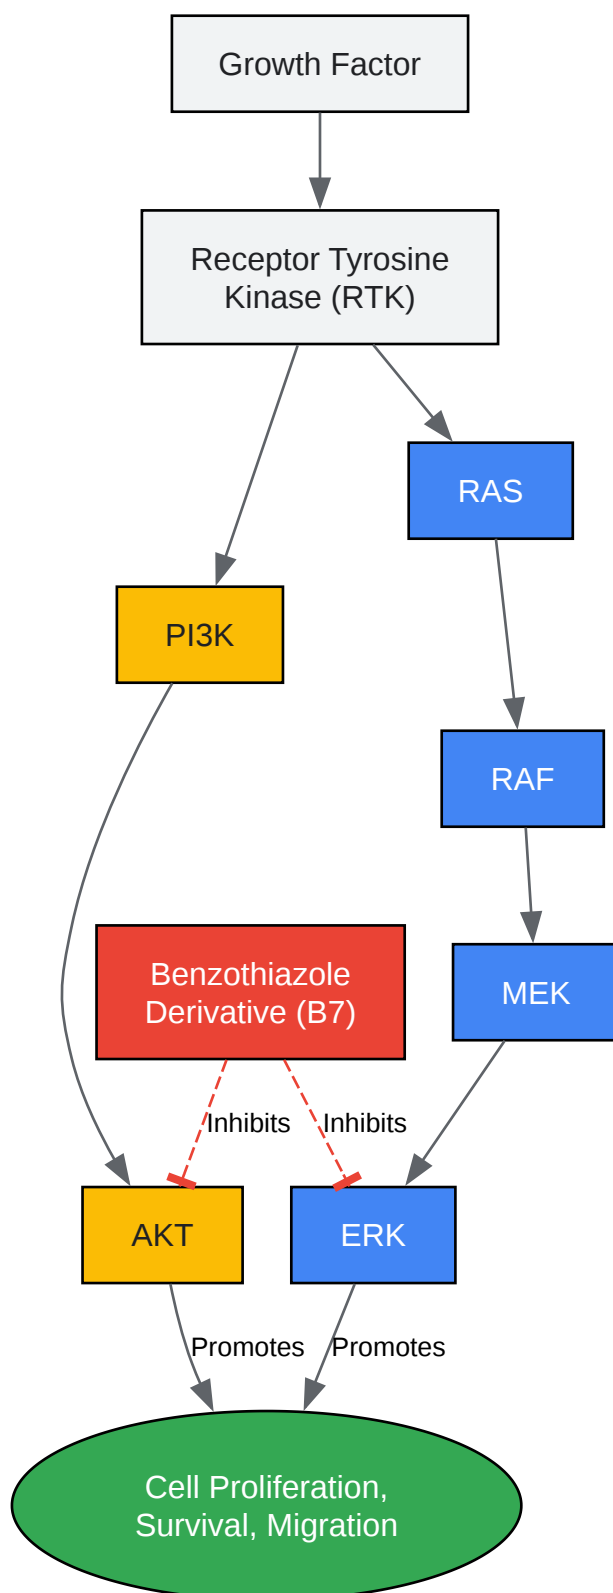 Growth Factor
Receptor Tyrosine
Kinase (RTK)
RAS
PI3K
RAF
Benzothiazole
Derivative (B7)
MEK
Inhibits
Inhibits
AKT
ERK
Promotes
Promotes
Cell Proliferation,
Survival, Migration